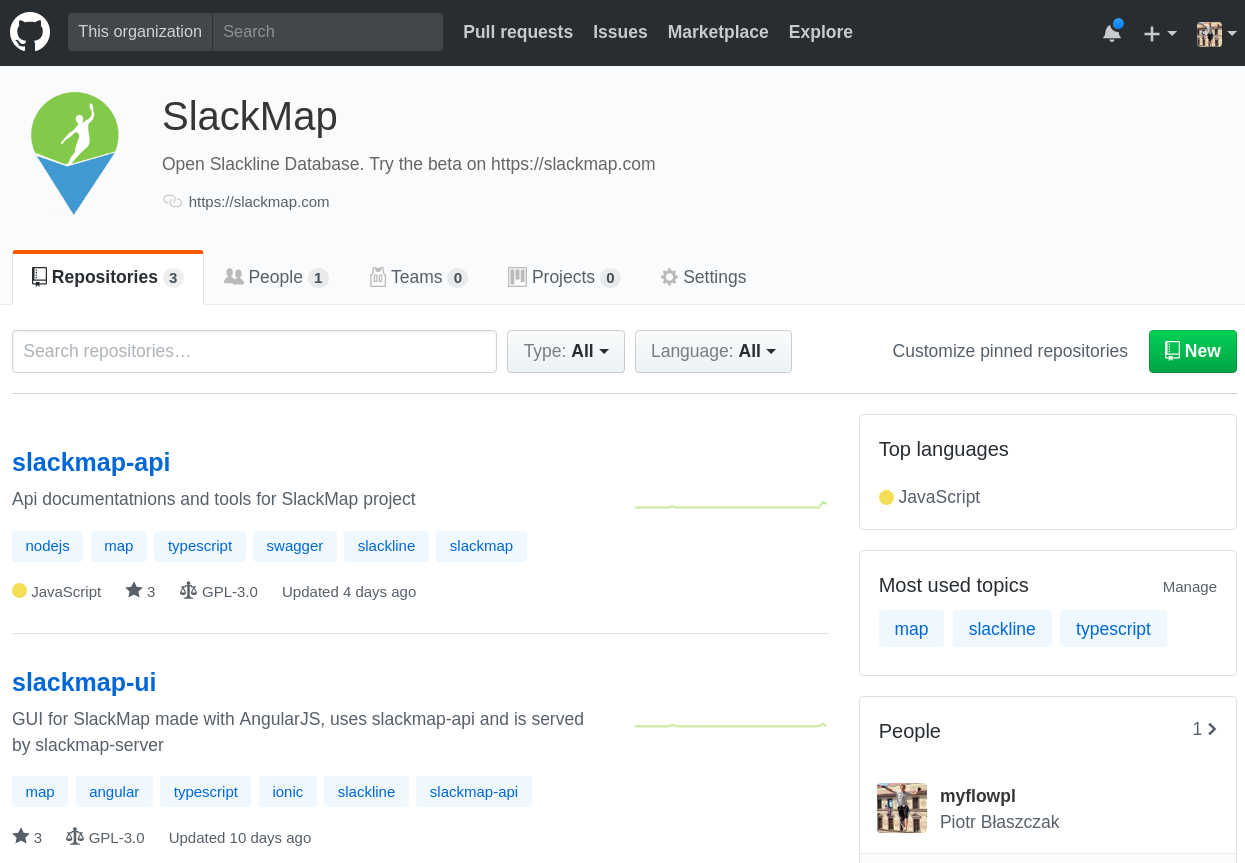 This organization Search Pull requests Issues Marketplace Explore
SlackMap
Open Slackline Database. Try the beta on https://slackmap.com
https://slackmap.com
Repositories 3 People 1 Teams 0 Projects 0 Settings
Search repositories… Type: All Language: All Customize pinned repositories New
slackmap-api
Api documentatnions and tools for SlackMap project
nodejs map typescript swagger slackline slackmap
JavaScript 3 GPL-3.0 Updated 4 days ago
slackmap-ui
GUI for SlackMap made with AngularJS, uses slackmap-api and is served
by slackmap-server
map angular typescript ionic slackline slackmap-api
3 GPL-3.0 Updated 10 days ago
Top languages
JavaScript
Most used topics Manage
map slackline typescript
People 1
myflowpl
Piotr Błaszczak